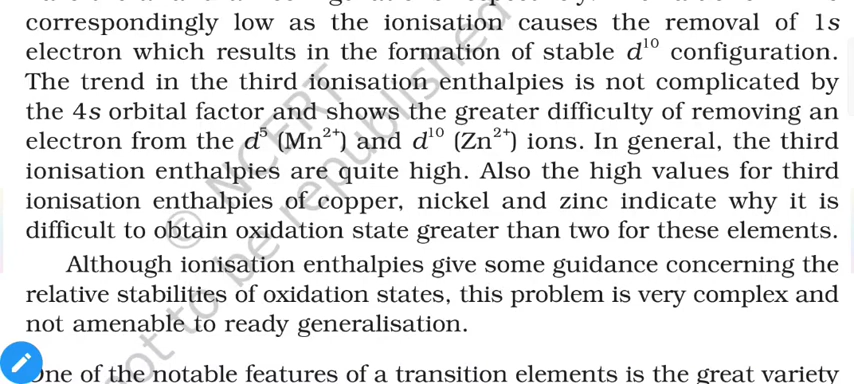 correspondingly low as the ionisation causes the removal of 1s
electron which results in the formation of stable d¹⁰ configuration.
The trend in the third ionisation enthalpies is not complicated by
the 4s orbital factor and shows the greater difficulty of removing an
electron from the d⁵ (Mn²⁺) and d¹⁰ (Zn²⁺) ions. In general, the third
ionisation enthalpies are quite high. Also the high values for third
ionisation enthalpies of copper, nickel and zinc indicate why it is
difficult to obtain oxidation state greater than two for these elements.
Although ionisation enthalpies give some guidance concerning the
relative stabilities of oxidation states, this problem is very complex and
not amenable to ready generalisation.
of the notable features of a transition elements is the great variety
© NCERT
not to be republished